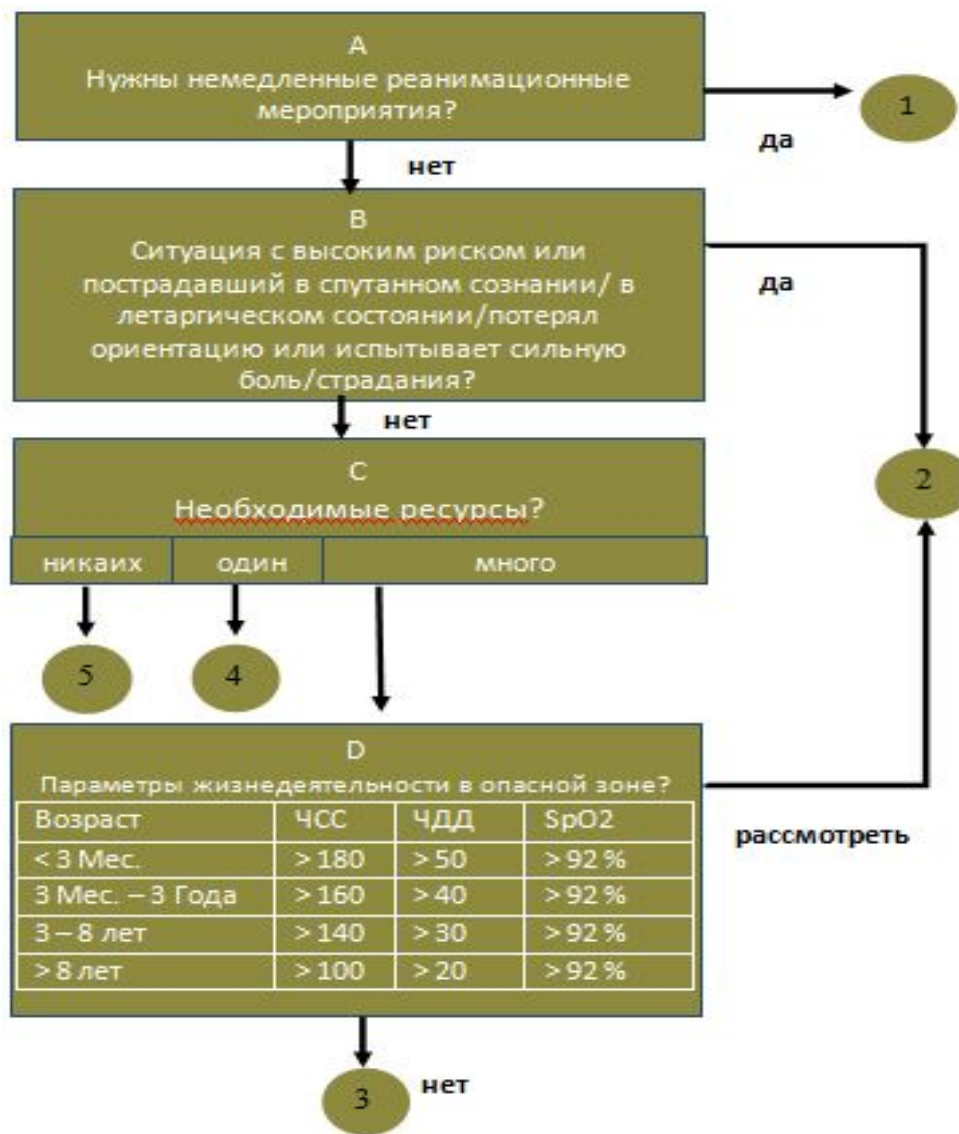 A
Нужны немедленные реанимационные
мероприятия?
1
да
нет
B
Ситуация с высоким риском или
пострадавший в спутанном сознании/ в
летаргическом состоянии/потерял
ориентацию или испытывает сильную
боль/страдания?
да
нет
2
C
Необходимые ресурсы?
никаих один много
5 4
D
Параметры жизнедеятельности в опасной зоне?
Возраст ЧСС ЧДД SpO2
< 3 Мес. > 180 > 50 > 92 %
3 Мес. – 3 Года > 160 > 40 > 92 %
3 – 8 лет > 140 > 30 > 92 %
> 8 лет > 100 > 20 > 92 %
рассмотреть
нет
3